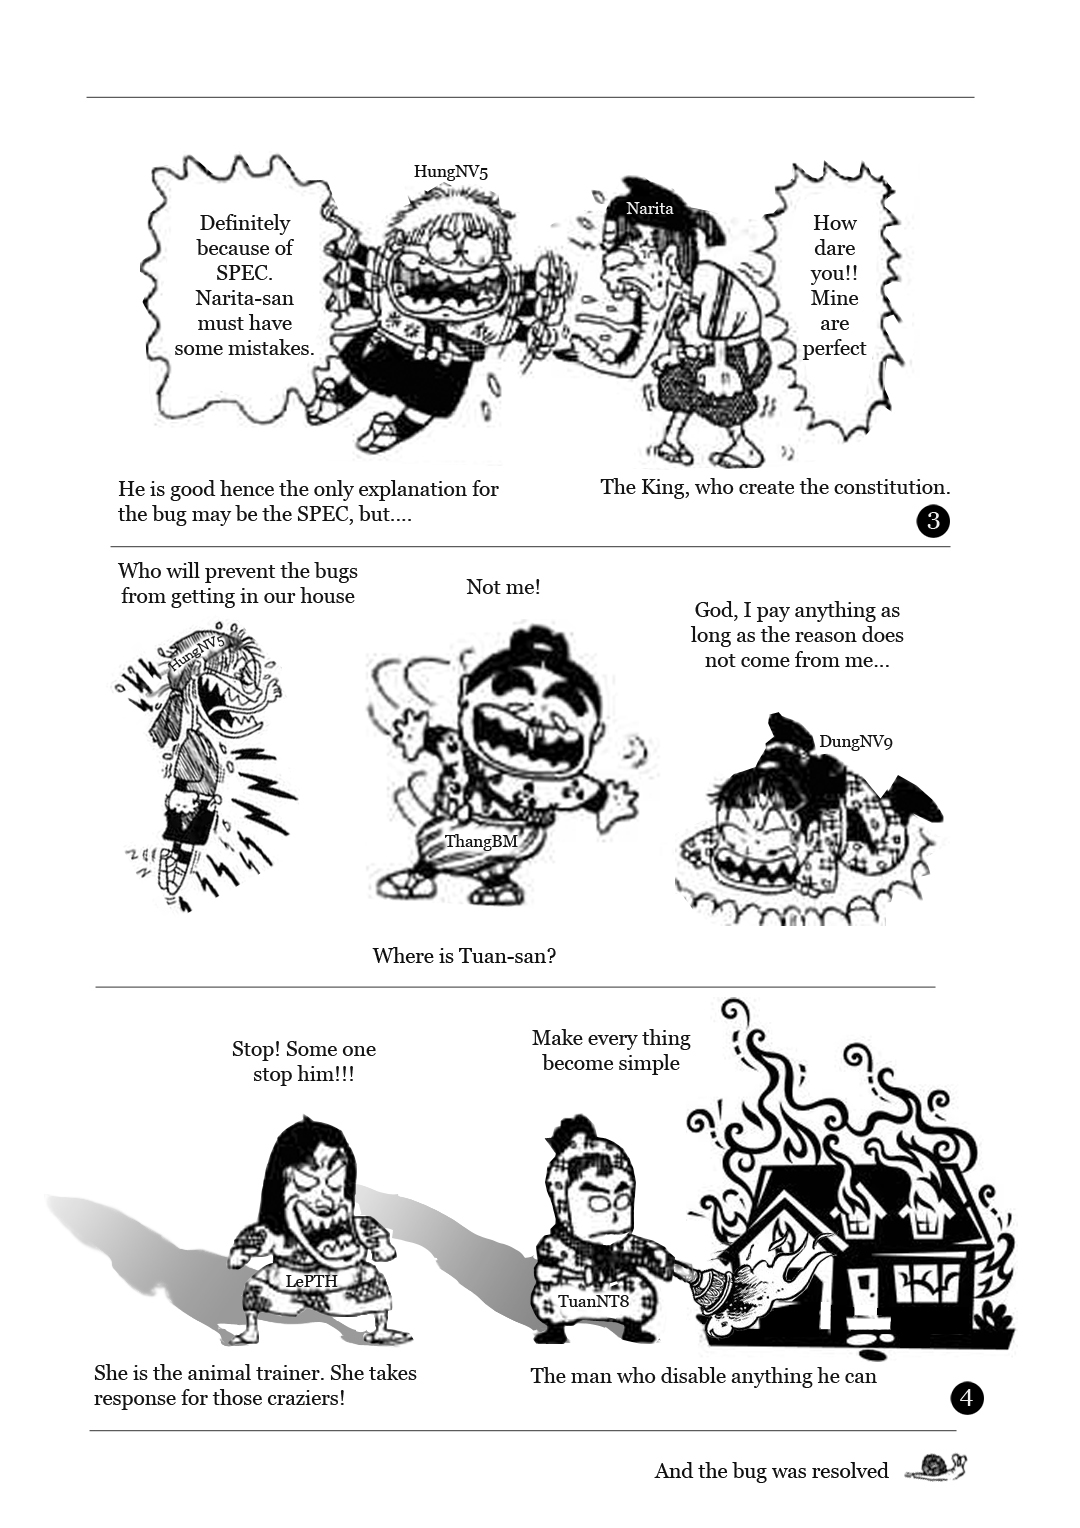 HungNV5
Narita
Definitely
because of
SPEC.
Narita-san
must have
some mistakes.
How
dare
you!!
Mine
are
perfect
He is good hence the only explanation for
the bug may be the SPEC, but....
The King, who create the constitution.
3
Who will prevent the bugs
from getting in our house
HungNV5
Not me!
ThangBM
God, I pay anything as
long as the reason does
not come from me...
DungNV9
Where is Tuan-san?
Stop! Some one
stop him!!!
LePTH
Make every thing
become simple
TuanNT8
She is the animal trainer. She takes
response for those craziers!
The man who disable anything he can
4
And the bug was resolved